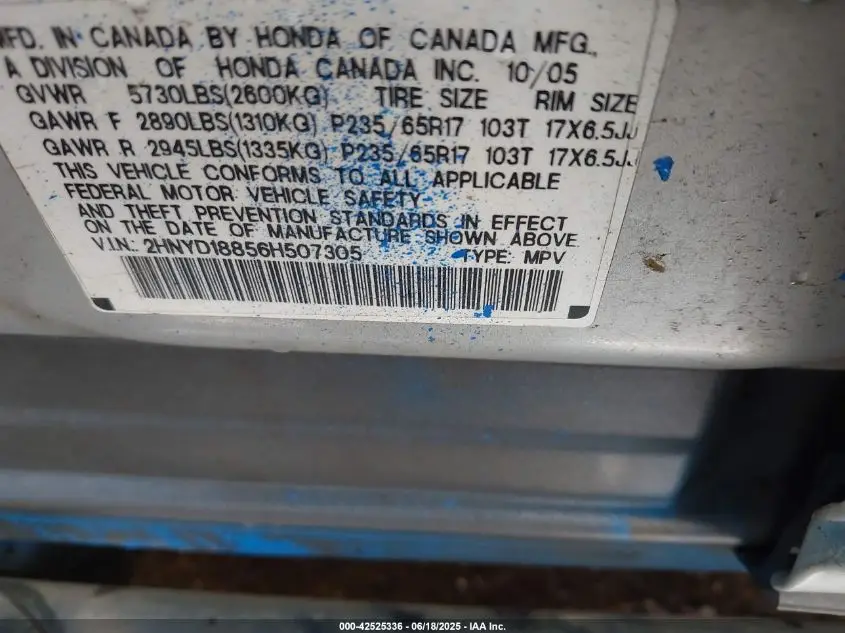 MFD. IN CANADA BY HONDA OF CANADA MFG.,
A DIVISION OF HONDA CANADA INC. 10/05
GVWR 5730LBS(2600KG) TIRE SIZE RIM SIZE
GAWR F 2890LBS(1310KG) P235/65R17 103T 17X6.5JJ
GAWR R 2945LBS(1335KG) P235/65R17 103T 17X6.5JJ
THIS VEHICLE CONFORMS TO ALL APPLICABLE
FEDERAL MOTOR VEHICLE SAFETY
AND THEFT PREVENTION STANDARDS IN EFFECT
ON THE DATE OF MANUFACTURE SHOWN ABOVE.
V.I.N.: 2HNYD18856H507305 TYPE: MPV
000-42525336 - 06/18/2025 - IAA Inc.